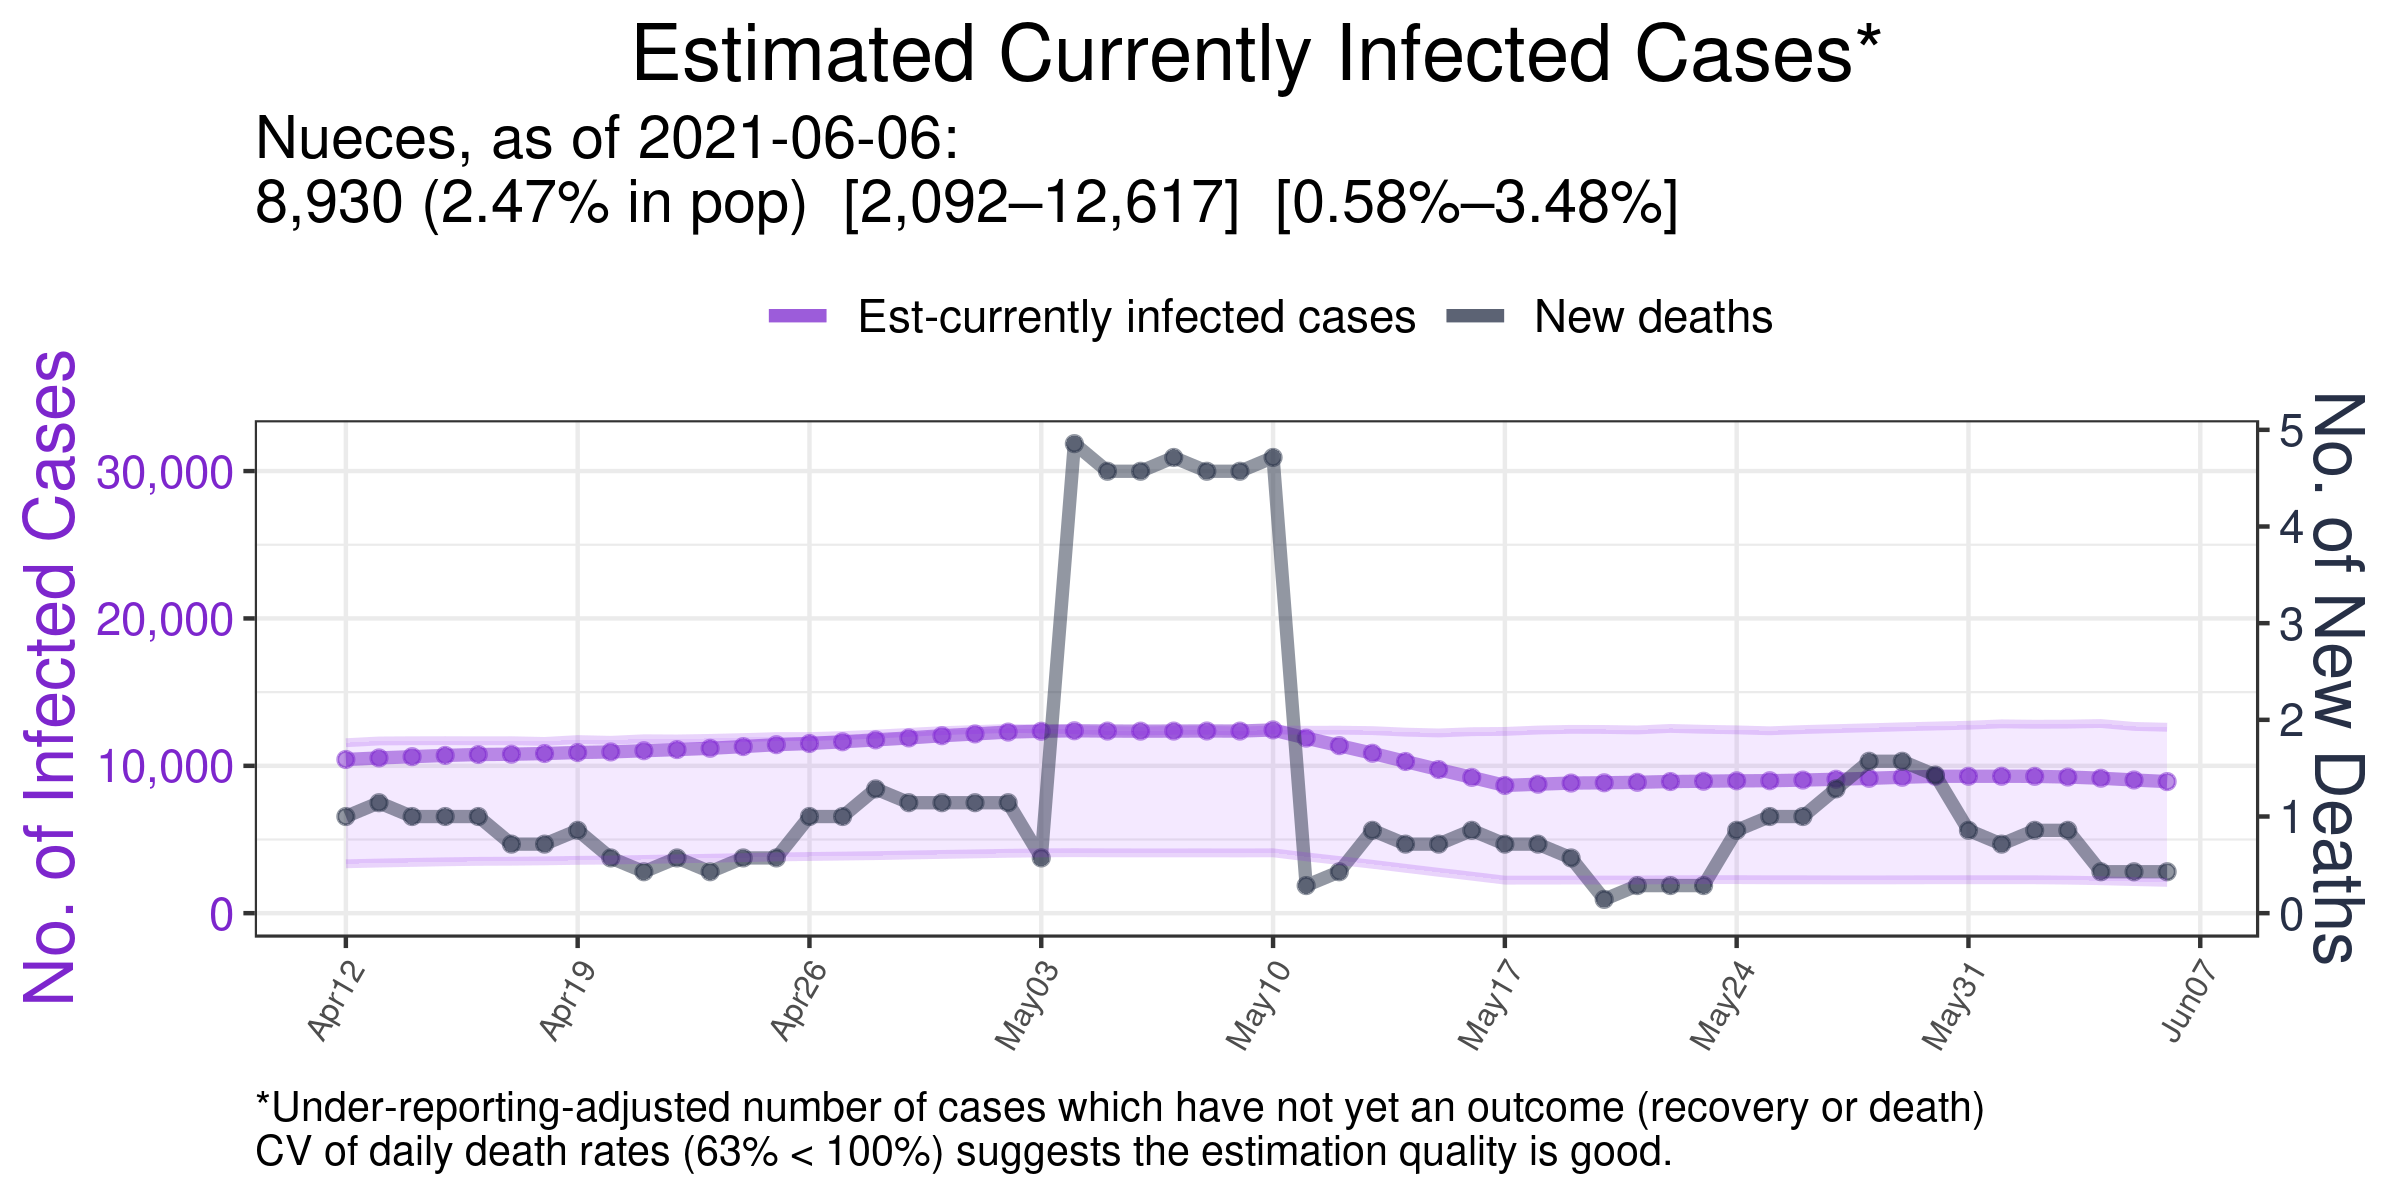 Estimated Currently Infected Cases*
Nueces, as of 2021-06-06:
8,930 (2.47% in pop)  [2,092–12,617]  [0.58%–3.48%]
Est-currently infected cases
New deaths
No. of Infected Cases
30,000
20,000
10,000
0
5
4
3
2
1
0
No. of New Deaths
Apr12
Apr19
Apr26
May03
May10
May17
May24
May31
Jun07
*Under-reporting-adjusted number of cases which have not yet an outcome (recovery or death)
CV of daily death rates (63% < 100%) suggests the estimation quality is good.